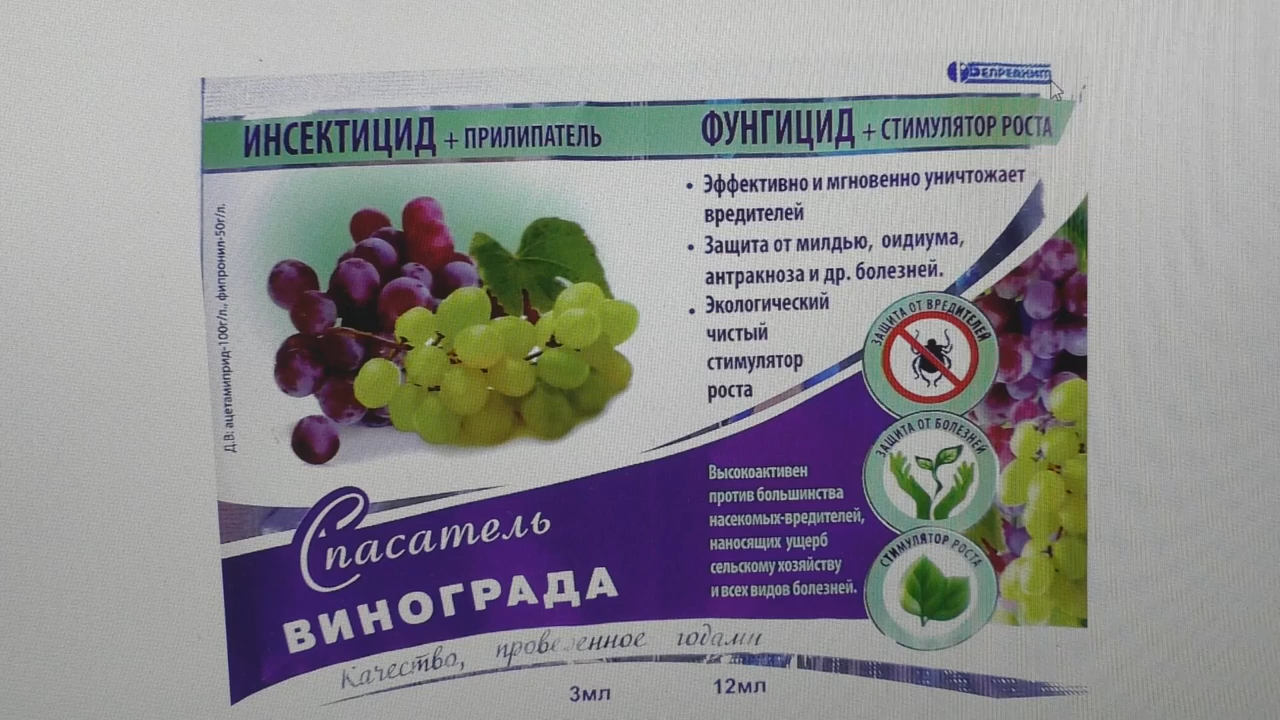 Белреахим
ИНСЕКТИЦИД + ПРИЛИПАТЕЛЬ
ФУНГИЦИД + СТИМУЛЯТОР РОСТА
• Эффективно и мгновенно уничтожает
вредителей
• Защита от милдью, оидиума,
антракноза и др. болезней.
• Экологический
чистый
стимулятор
роста
Д.В: ацетамиприд-100г/л., фипронил-50г/л.
ЗАЩИТА ОТ ВРЕДИТЕЛЕЙ
ЗАЩИТА ОТ БОЛЕЗНЕЙ
СТИМУЛЯТОР РОСТА
Высокоактивен
против большинства
насекомых-вредителей,
наносящих ущерб
сельскому хозяйству
и всех видов болезней.
Спасатель
ВИНОГРАДА
Качество, проверенное годами
3мл
12мл